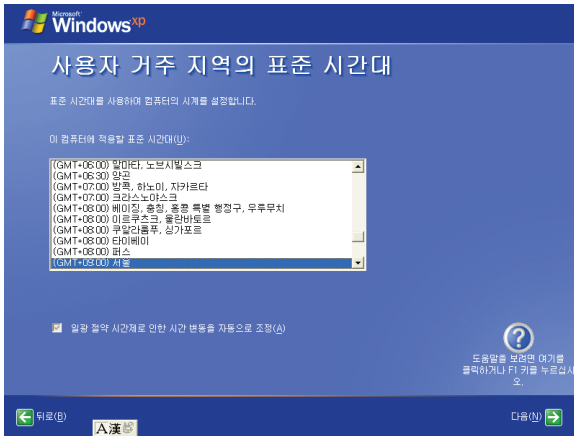 Microsoft
Windows xp
사용자 거주 지역의 표준 시간대
표준 시간대를 사용하여 컴퓨터의 시계를 설정합니다.
이 컴퓨터에 적용할 표준 시간대(U):
(GMT+06:00) 알마티, 노보시빌스크
(GMT+06:30) 양곤
(GMT+07:00) 방콕, 하노이, 자카르타
(GMT+07:00) 크라스노야스크
(GMT+08:00) 베이징, 충칭, 홍콩 특별 행정구, 우루무치
(GMT+08:00) 이르쿠츠크, 울란바토르
(GMT+08:00) 쿠알라룸푸, 싱가포르
(GMT+08:00) 타이베이
(GMT+08:00) 퍼스
(GMT+09:00) 서울
일광 절약 시간제로 인한 시간 변동을 자동으로 조정(A)
도움말을 보려면 여기를
클릭하거나 F1 키를 누르십시
오.
뒤로(B)
다음(N)
A漢